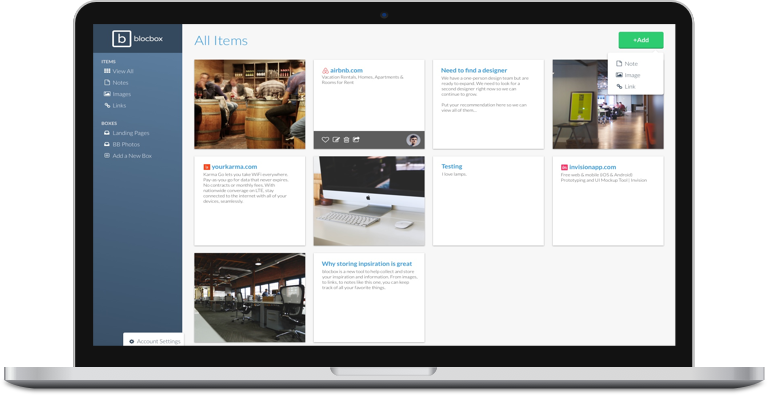 blocbox
All Items
+Add
Note
Image
Link
ITEMS
View All
Notes
Images
Links
BOXES
Landing Pages
BB Photos
Add a New Box
Account Settings
airbnb.com
Vacation Rentals, Homes, Apartments &
Rooms for Rent
Need to find a designer
We have a one person design team but are
ready to expand. We need to look for a
second designer right now so we can
continue to grow.
Put your recommendation here so we can
view all of them...
yourkarma.com
Karma Go lets you take WiFi everywhere.
Pay-as-you-go for data that never expires.
No contracts or monthly fees. With
nationwide coverage on LTE, stay
connected to the internet with all of your
devices, seamlessly.
Testing
I love lamps.
invisionapp.com
Free web & mobile (iOS & Android)
Prototyping and UI Mockup Tool | InVision
Why storing inpsiration is great
Blocbox is a new tool to help collect and store
your inspiration and information. From images,
to links, to notes like this one, you can keep
track of all your favorite things.